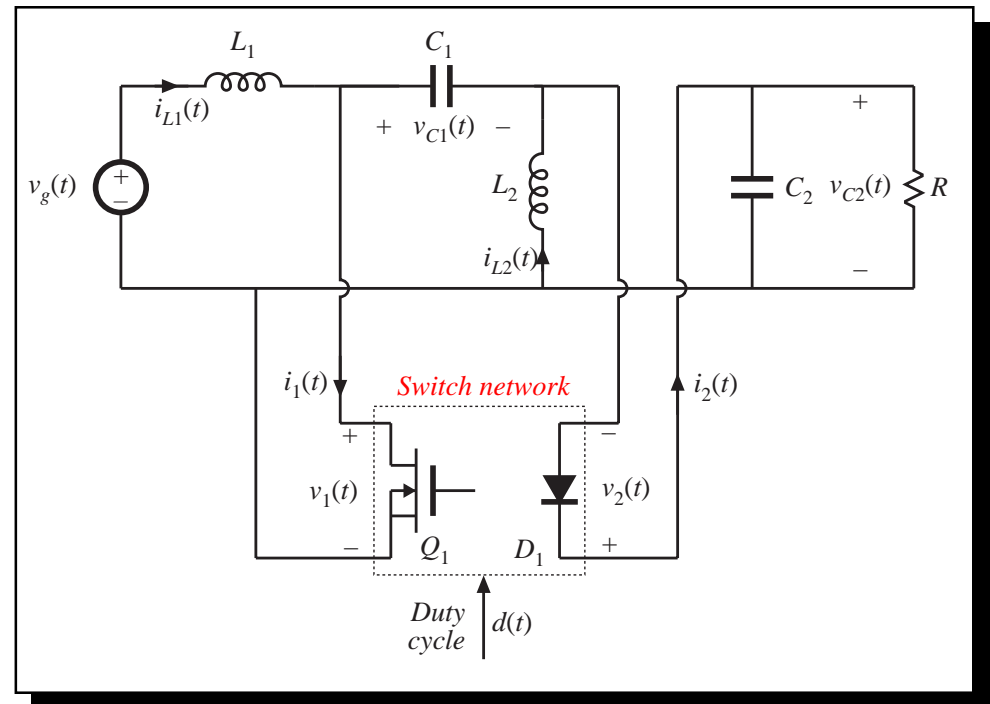 L1
C1
iL1(t)
+ vC1(t) –
+
vg(t)
+
–
L2
C2
vC2(t)
R
iL2(t)
–
i1(t)
Switch network
i2(t)
+
–
v1(t)
v2(t)
–
Q1
D1
+
Duty
cycle
d(t)